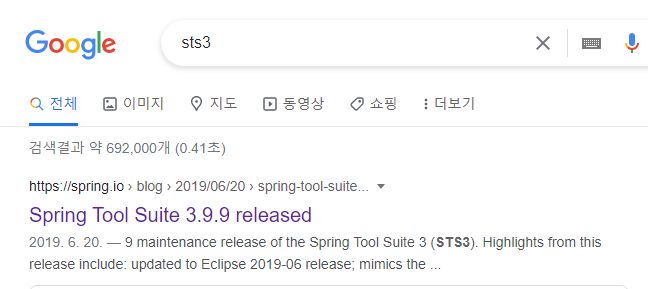 Google
sts3
전체 이미지 지도 동영상 쇼핑 더보기
검색결과 약 692,000개 (0.41초)
https://spring.io › blog › 2019/06/20 › spring-tool-suite...
Spring Tool Suite 3.9.9 released
2019. 6. 20. — 9 maintenance release of the Spring Tool Suite 3 (STS3). Highlights from this
release include: updated to Eclipse 2019-06 release; mimics the ...